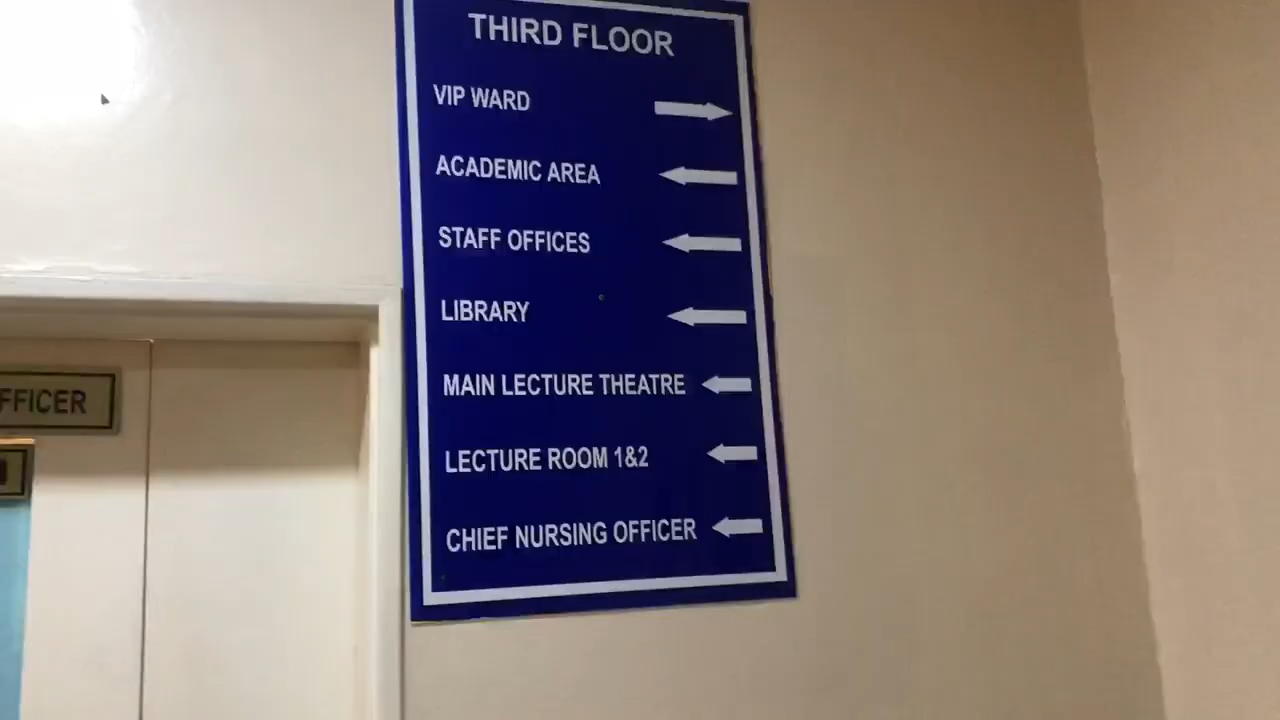 THIRD FLOOR
VIP WARD
ACADEMIC AREA
STAFF OFFICES
LIBRARY
MAIN LECTURE THEATRE
LECTURE ROOM 1&2
CHIEF NURSING OFFICER
FFICER